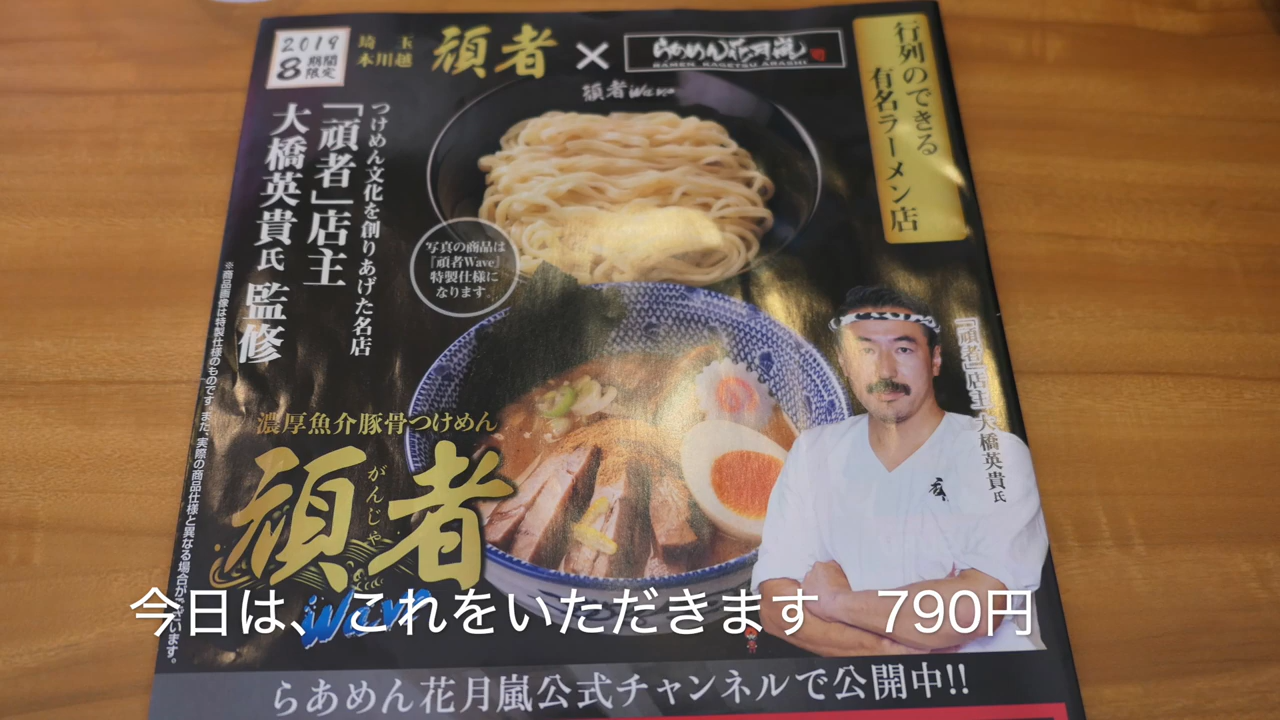 2019
8
期間
限定
埼玉
本川越
頑者
×
らあめん花月嵐
RAMEN KAGETSU ARASHI
行列のできる
有名ラーメン店
頑者Wave
つけめん文化を創りあげた名店
「頑者」店主
大橋英貴氏 監修
写真の商品は
「頑者Wave」
特製仕様に
なります。
※商品画像は特製仕様のものです。また、実際の商品仕様と異なる場合がございます。
「頑者」店主 大橋英貴氏
濃厚魚介豚骨つけめん
頑者
がんじゃ
Wave
今日は、これをいただきます 790円
らあめん花月嵐公式チャンネルで公開中!!